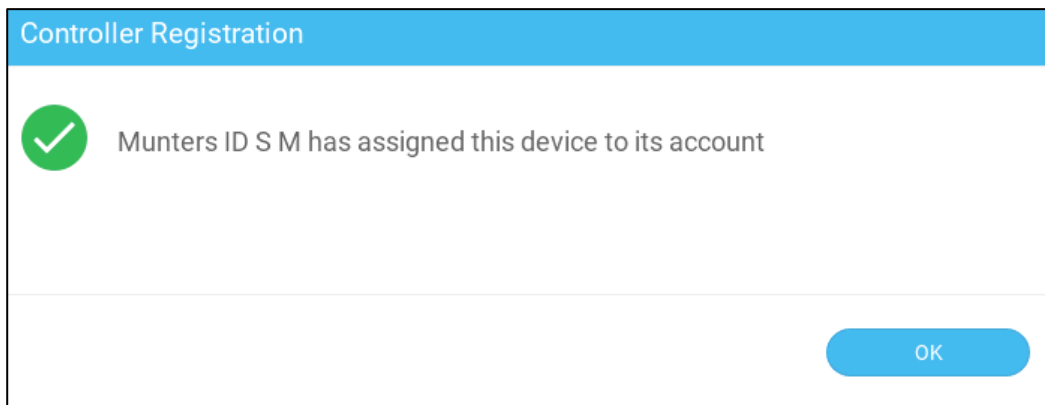 Controller Registration
Munters ID S M has assigned this device to its account
OK